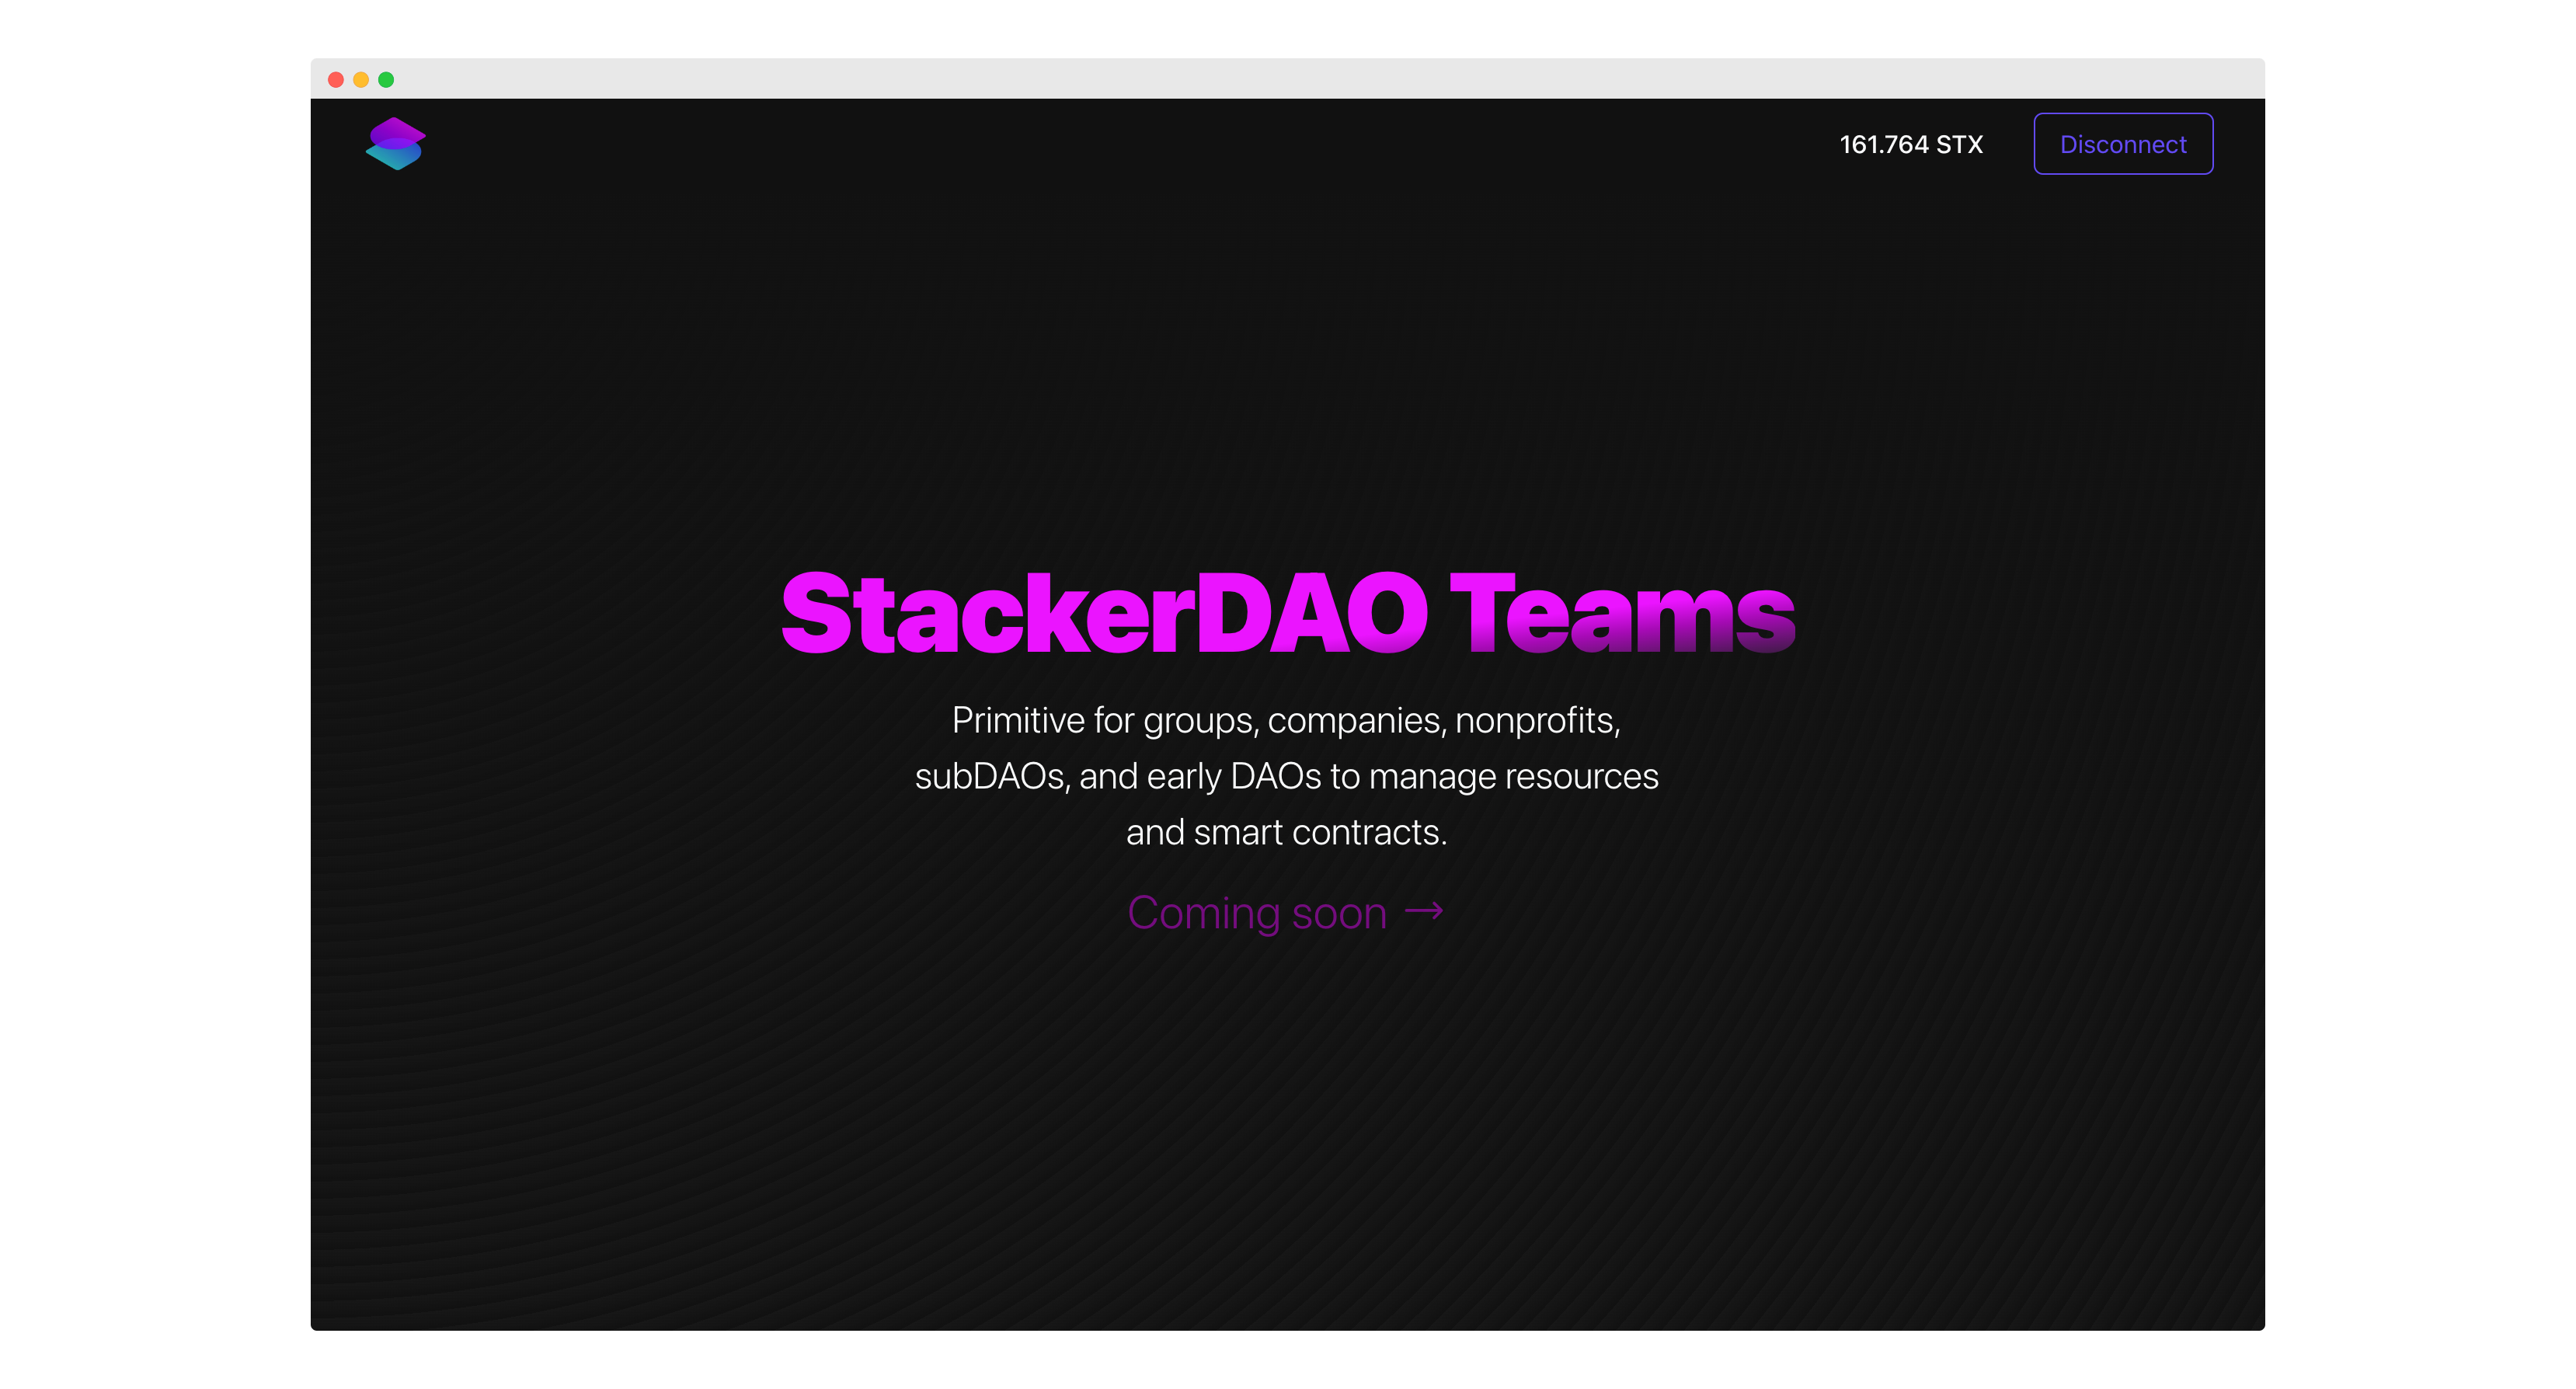 161.764 STX
Disconnect
StackerDAO Teams
Primitive for groups, companies, nonprofits,
subDAOs, and early DAOs to manage resources
and smart contracts.
Coming soon →